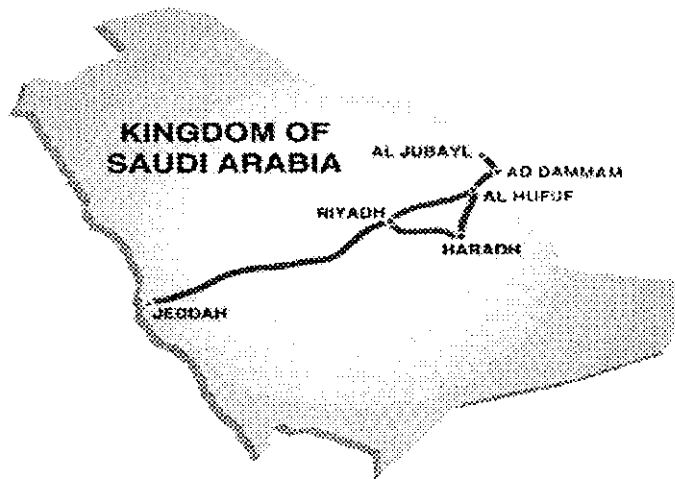 KINGDOM OF
SAUDI ARABIA
AL JUBAYL
AD DAMMAM
AL HUFUF
RIYADH
HARADH
JEDDAH